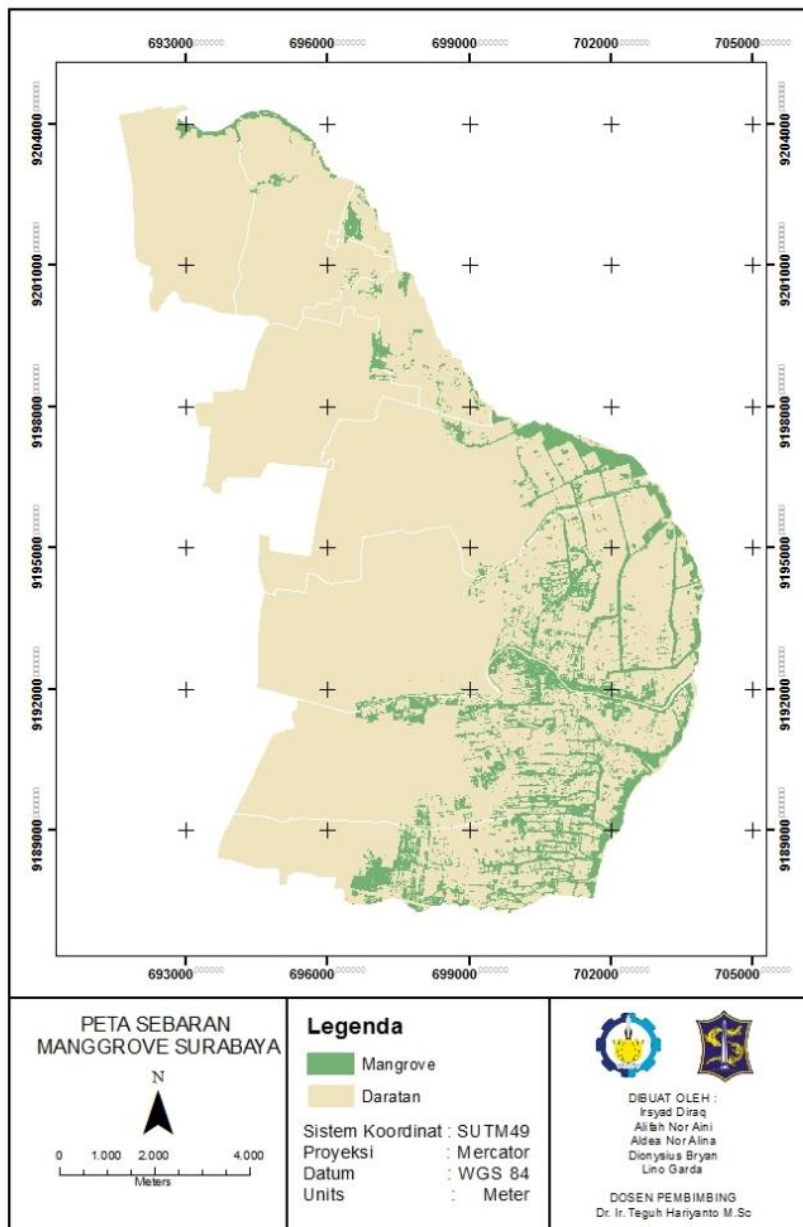 693000 696000 699000 702000 705000
9204000 9204000
9201000 9201000
9198000 9198000
9195000 9195000
9192000 9192000
9189000 9189000
693000 696000 699000 702000 705000
PETA SEBARAN
MANGGROVE SURABAYA
N
0 1.000 2.000 4.000
Meters
Legenda
Mangrove
Daratan
Sistem Koordinat : SUTM49
Proyeksi : Mercator
Datum : WGS 84
Units : Meter
DIBUAT OLEH :
Irsyad Diraq
Alifah Nor Aini
Aldea Nor Alina
Dionysius Bryan
Lino Garda
DOSEN PEMBIMBING
Dr. Ir. Teguh Hariyanto M.Sc